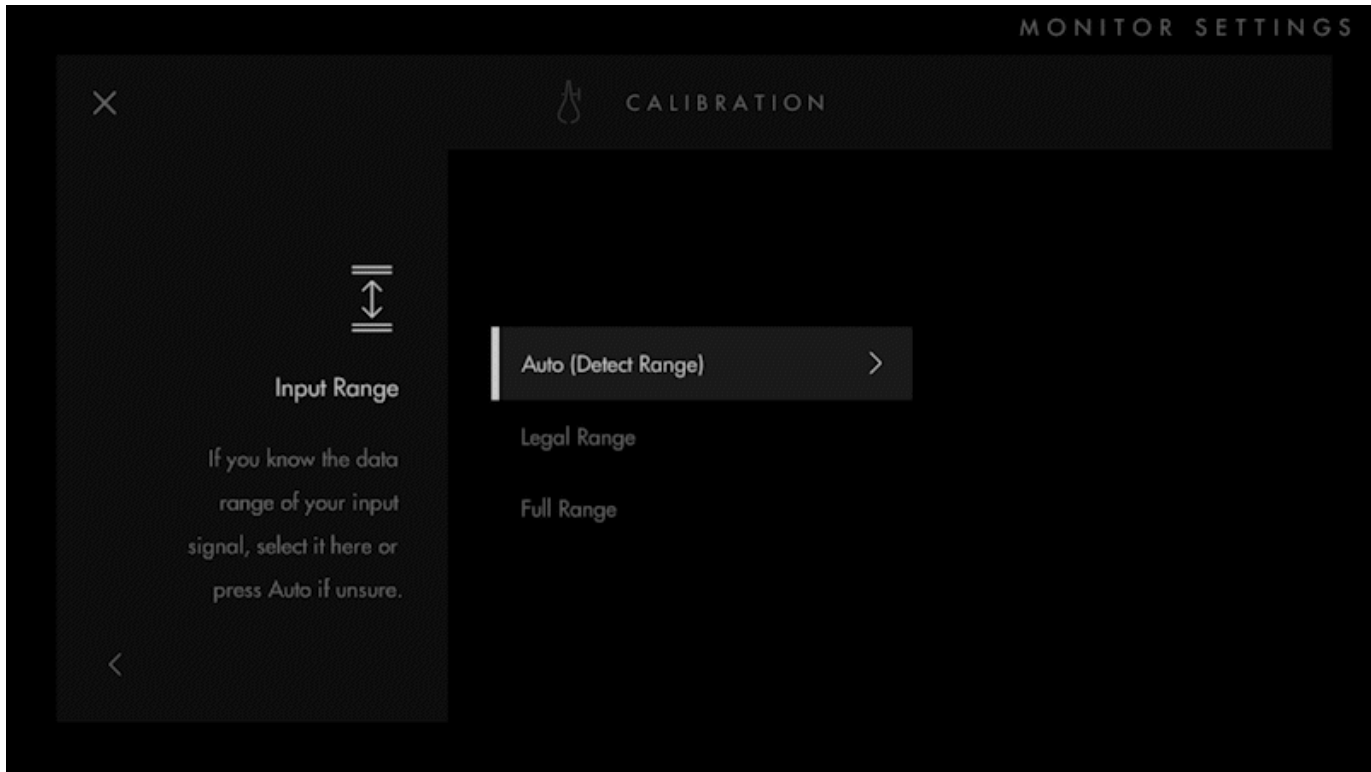 MONITOR SETTINGS
CALIBRATION
Input Range
If you know the data
range of your input
signal, select it here or
press Auto if unsure.
Auto (Detect Range)
Legal Range
Full Range